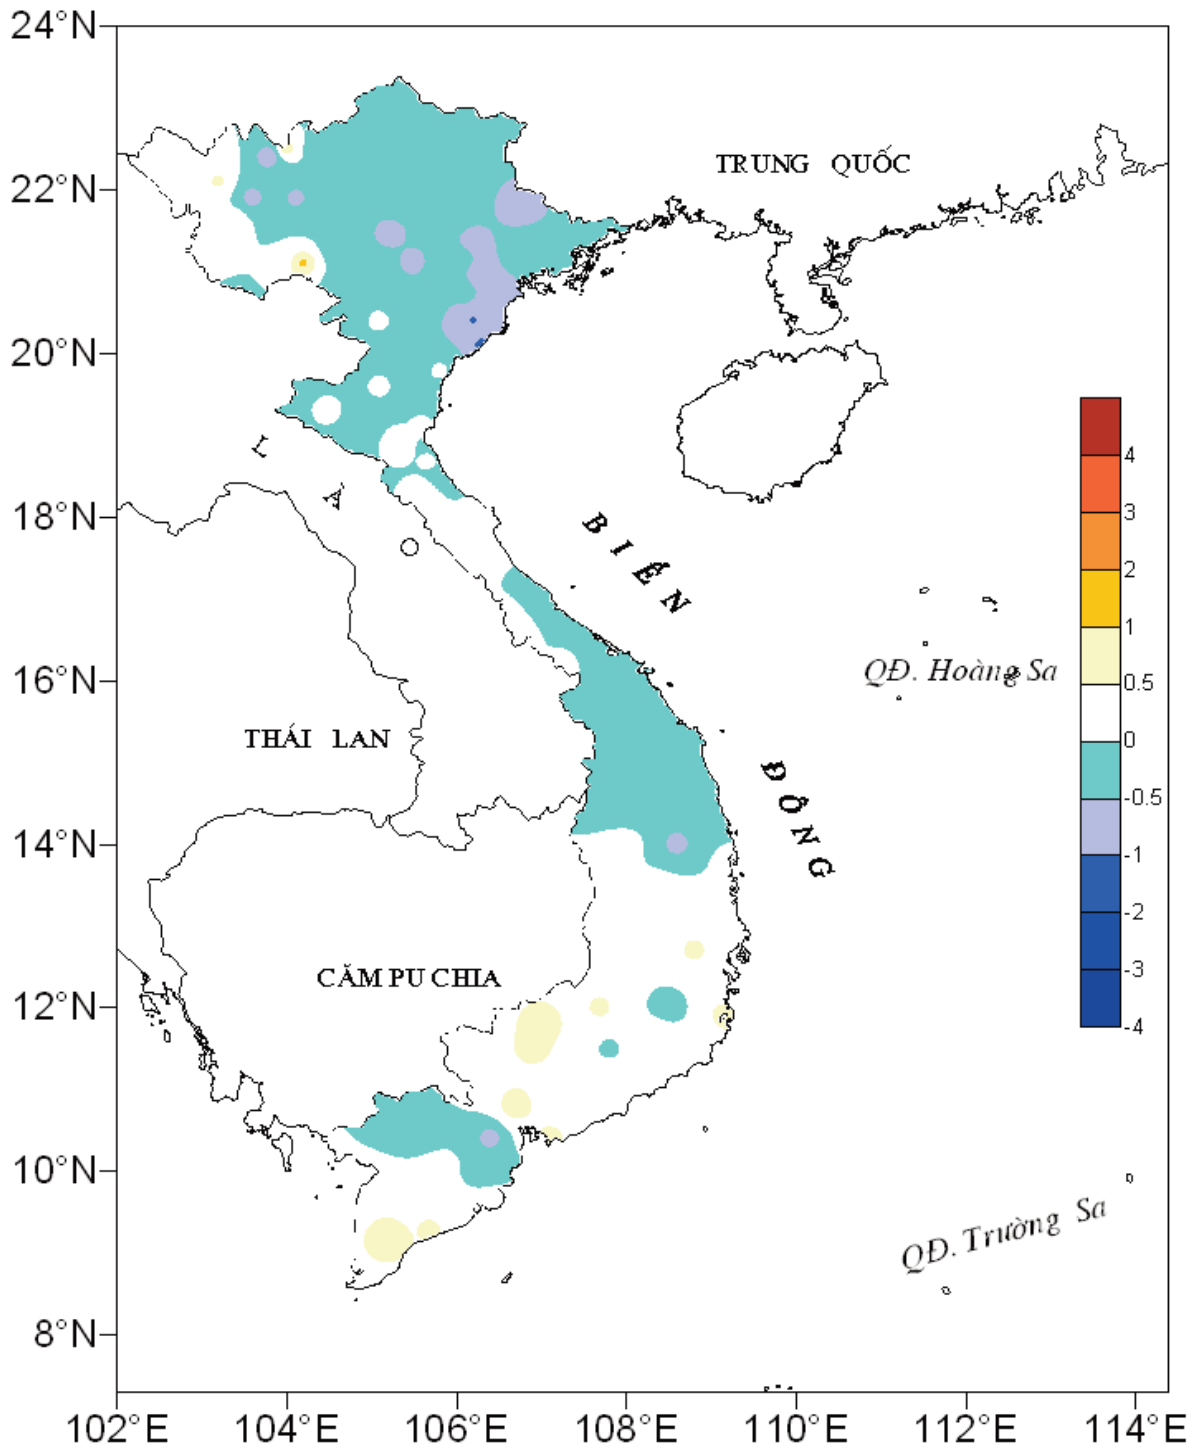 24°N
22°N
20°N
18°N
16°N
14°N
12°N
10°N
8°N
102°E 104°E 106°E 108°E 110°E 112°E 114°E
TRUNG QUỐC
L À O
BIỂN
ĐÔNG
QĐ. Hoàng Sa
THÁI LAN
CĂM PU CHIA
QĐ. Trường Sa
4
3
2
1
0.5
0
-0.5
-1
-2
-3
-4